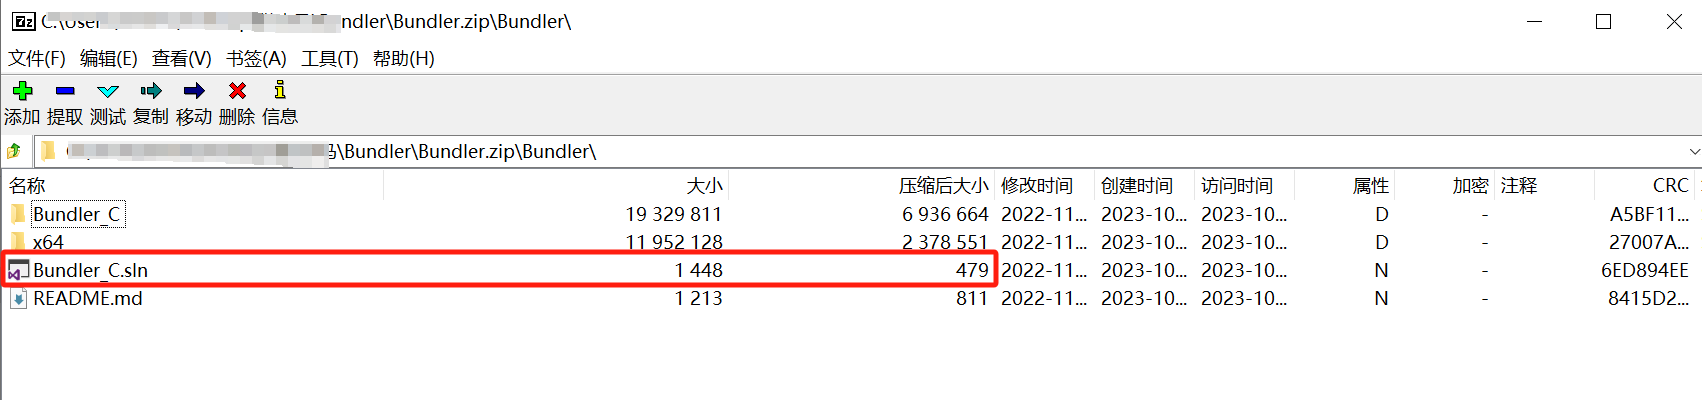 C:\User ndler\Bundler.zip\Bundler\
文件(F) 编辑(E) 查看(V) 书签(A) 工具(T) 帮助(H)
添加 提取 测试 复制 移动 删除 信息
\Bundler\Bundler.zip\Bundler\
名称 大小 压缩后大小 修改时间 创建时间 访问时间 属性 加密 注释 CRC
Bundler_C 19 329 811 6 936 664 2022-11... 2023-10... 2023-10... D - A5BF11...
x64 11 952 128 2 378 551 2022-11... 2023-10... 2023-10... D - 27007A...
Bundler_C.sln 1 448 479 2022-11... 2023-10... 2023-10... N - 6ED894EE
README.md 1 213 811 2022-11... 2023-10... 2023-10... N - 8415D2...